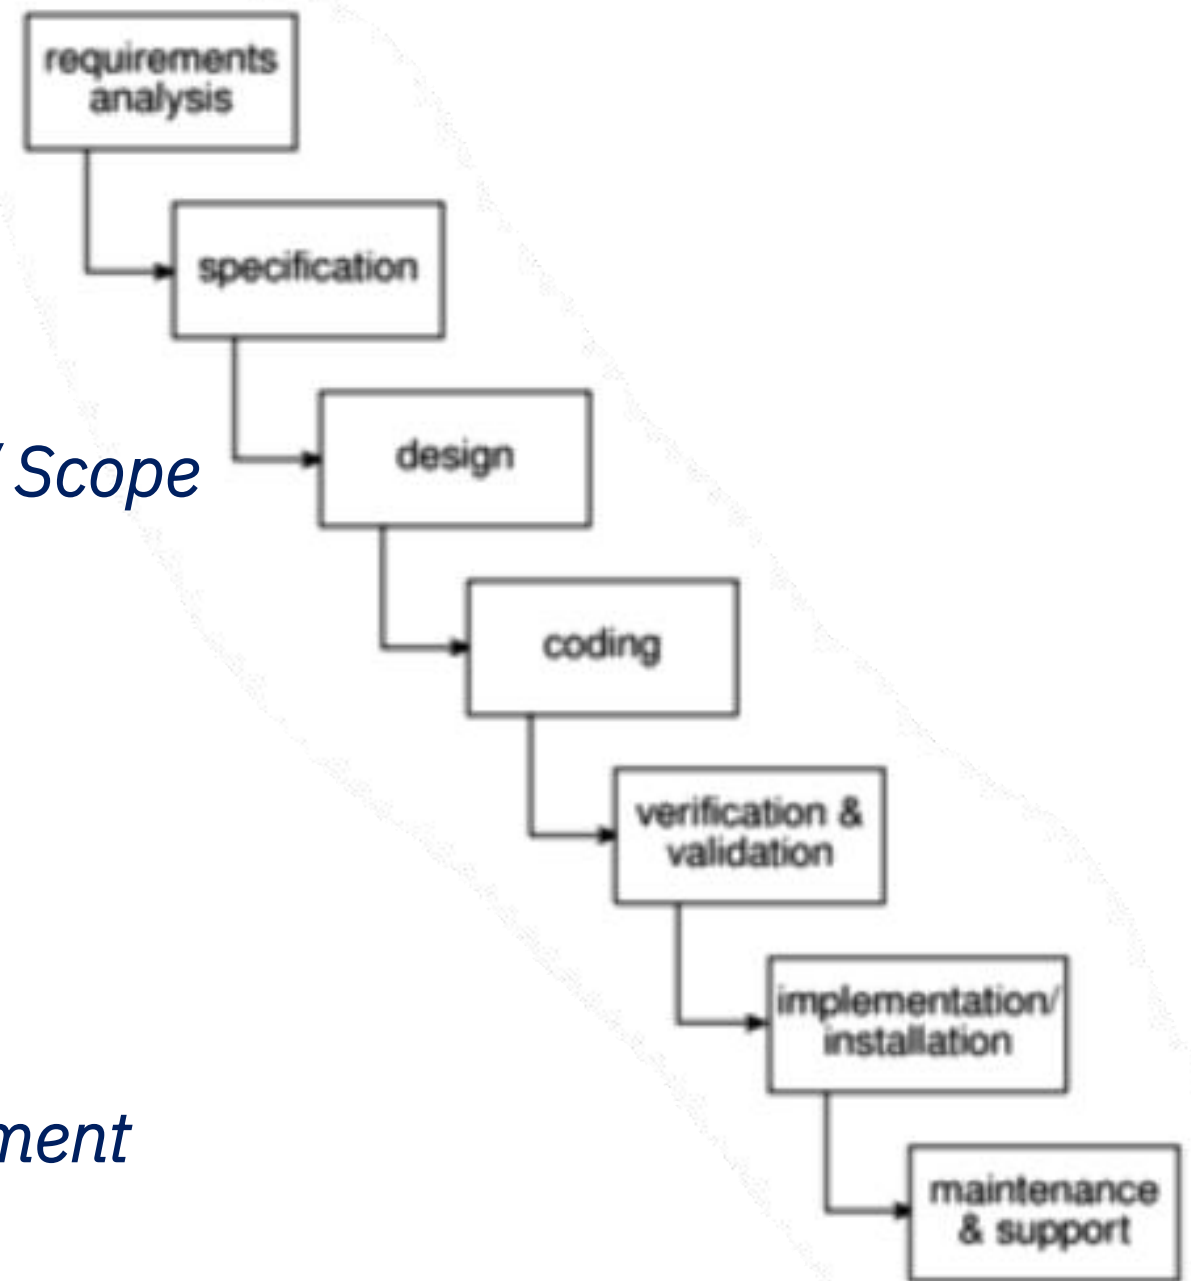 requirements
analysis
specification
/ Scope
design
coding
verification &
validation
implementation/
installation
ment
maintenance
& support